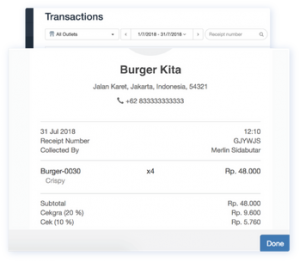 Transactions
All Outlets
1/7/2018 - 31/7/2018
Receipt number
Burger Kita
Jalan Karet, Jakarta, Indonesia, 54321
+62 833333333333
31 Jul 2018 12:10
Receipt Number GJYWJS
Collected By Merlin Sidabutar
Burger-0030 x4 Rp. 48.000
Crispy
Subtotal Rp. 48.000
Cekgra (20 %) Rp. 9.600
Cek (10 %) Rp. 5.760
Done